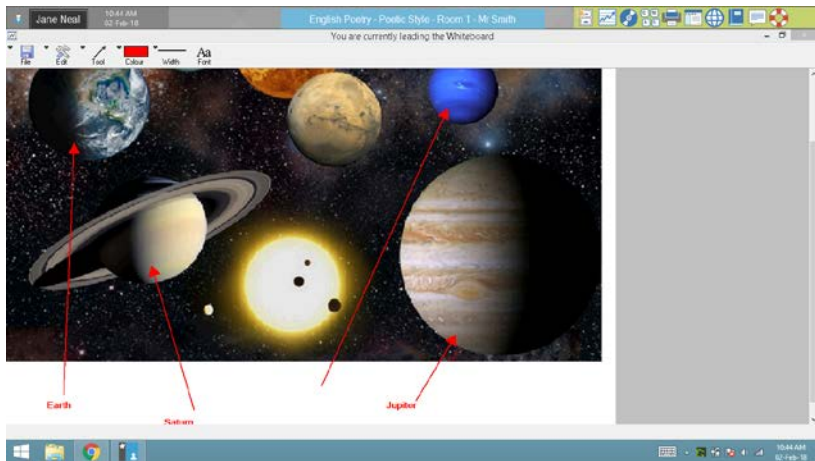 Jane Neal
10:44 AM
02-Feb-18
English Poetry - Poetic Style - Room 1 - Mr Smith
You are currently leading the Whiteboard
File
Edit
Tool
Colour
Width
Aa
Font
Earth
Saturn
Jupiter
10:44 AM
02-Feb-18